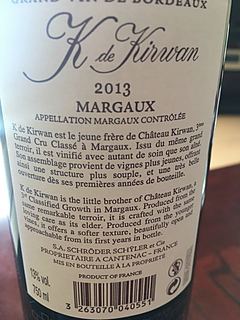 GRAND VIN DE BORDEAUX
K de Kirwan
2013
MARGAUX
APPELLATION MARGAUX CONTRÔLÉE
K de Kirwan est le jeune frère de Château Kirwan, 3ème
Grand Cru Classé à Margaux. Issu du même grand
terroir, il est vinifié avec autant de soin que son aîné.
Son assemblage provient de vignes plus jeunes, offrant
ainsi une structure plus souple, et une très belle
ouverture dès ses premières années de bouteille.
K de Kirwan is the little brother of Château Kirwan, a
Classified Growth in Margaux. Produced from the
same remarkable terroir, it is crafted with the same
loving care as its elder. Produced from the younger
it offers a softer texture, beautifully open and
approachable from its first years in bottle.
S.A. SCHRÖDER SCHŸLER et Cie
PROPRIETAIRE A CANTENAC - FRANCE
MIS EN BOUTEILLE À LA PROPRIÉTÉ
PRODUCT OF FRANCE
13% vol.
750 ml
3 263070 040551